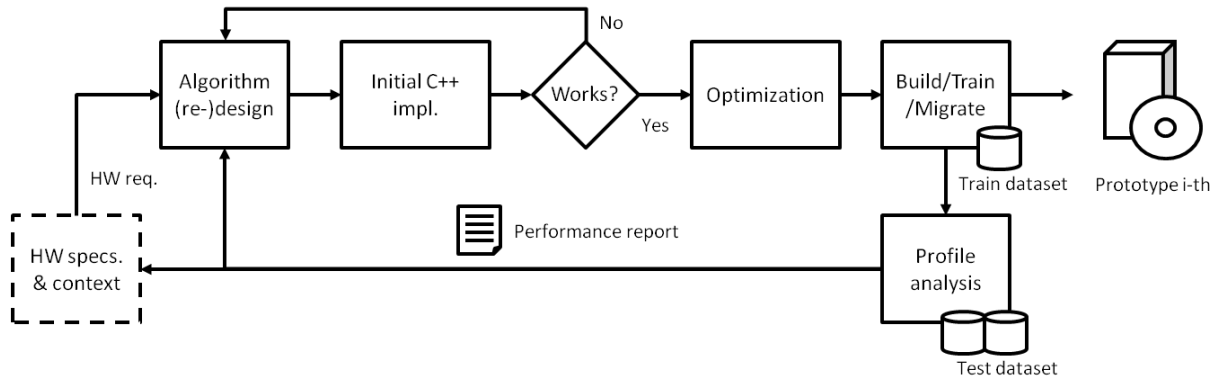 No
Algorithm
(re-)design
Initial C++
impl.
Works?
Yes
Optimization
Build/Train
/Migrate
Train dataset
Prototype i-th
HW req.
HW specs.
& context
Performance report
Profile
analysis
Test dataset